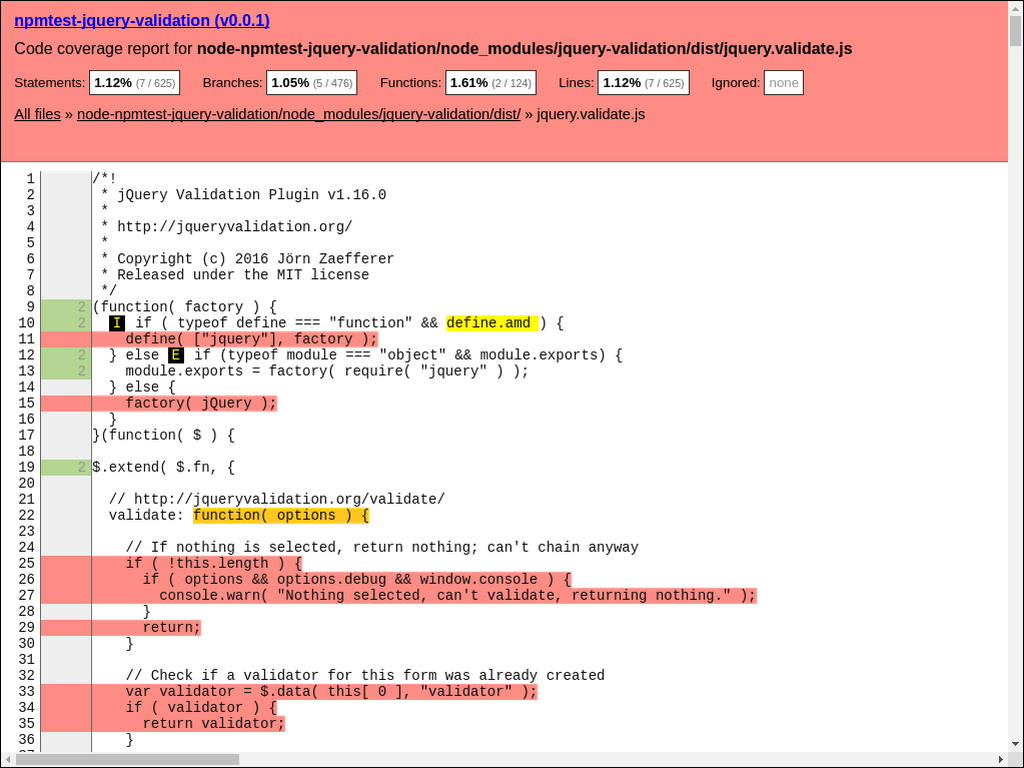 npmtest-jquery-validation (v0.0.1)
Code coverage report for node-npmtest-jquery-validation/node_modules/jquery-validation/dist/jquery.validate.js
Statements: 1.12% (7 / 625) Branches: 1.05% (5 / 476) Functions: 1.61% (2 / 124) Lines: 1.12% (7 / 625) Ignored: none
All files » node-npmtest-jquery-validation/node_modules/jquery-validation/dist/ » jquery.validate.js
1 /*!
2  * jQuery Validation Plugin v1.16.0
3  *
4  * http://jqueryvalidation.org/
5  *
6  * Copyright (c) 2016 Jörn Zaefferer
7  * Released under the MIT license
8  */
9 2 (function( factory ) {
10 2 I if ( typeof define === "function" && define.amd ) {
11 define( ["jquery"], factory );
12 2 } else E if (typeof module === "object" && module.exports) {
13 2 module.exports = factory( require( "jquery" ) );
14 } else {
15 factory( jQuery );
16 }
17 }(function( $ ) {
18
19 2 $.extend( $.fn, {
20
21 // http://jqueryvalidation.org/validate/
22 validate: function( options ) {
23
24 // If nothing is selected, return nothing; can't chain anyway
25 if ( !this.length ) {
26 if ( options && options.debug && window.console ) {
27 console.warn( "Nothing selected, can't validate, returning nothing." );
28 }
29 return;
30 }
31
32 // Check if a validator for this form was already created
33 var validator = $.data( this[ 0 ], "validator" );
34 if ( validator ) {
35 return validator;
36 }